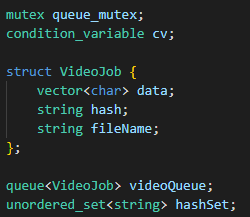 mutex queue_mutex;
condition_variable cv;
struct VideoJob {
    vector<char> data;
    string hash;
    string fileName;
};
queue<VideoJob> videoQueue;
unordered_set<string> hashSet;